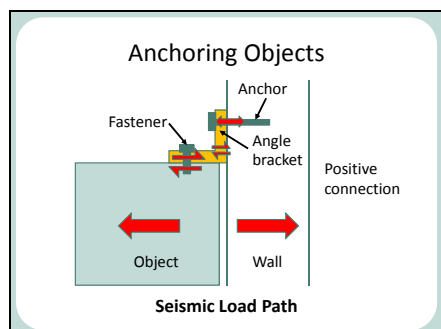 Anchoring Objects
Anchor
Fastener
Angle
bracket
Positive
connection
Object
Wall
Seismic Load Path